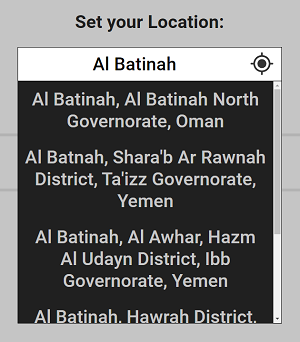 Set your Location:
Al Batinah
Al Batinah, Al Batinah North
Governorate, Oman
Al Batnah, Shara'b Ar Rawnah
District, Ta'izz Governorate,
Yemen
Al Batinah, Al Awhar, Hazm
Al Udayn District, Ibb
Governorate, Yemen
Al Batinah, Hawrah District,